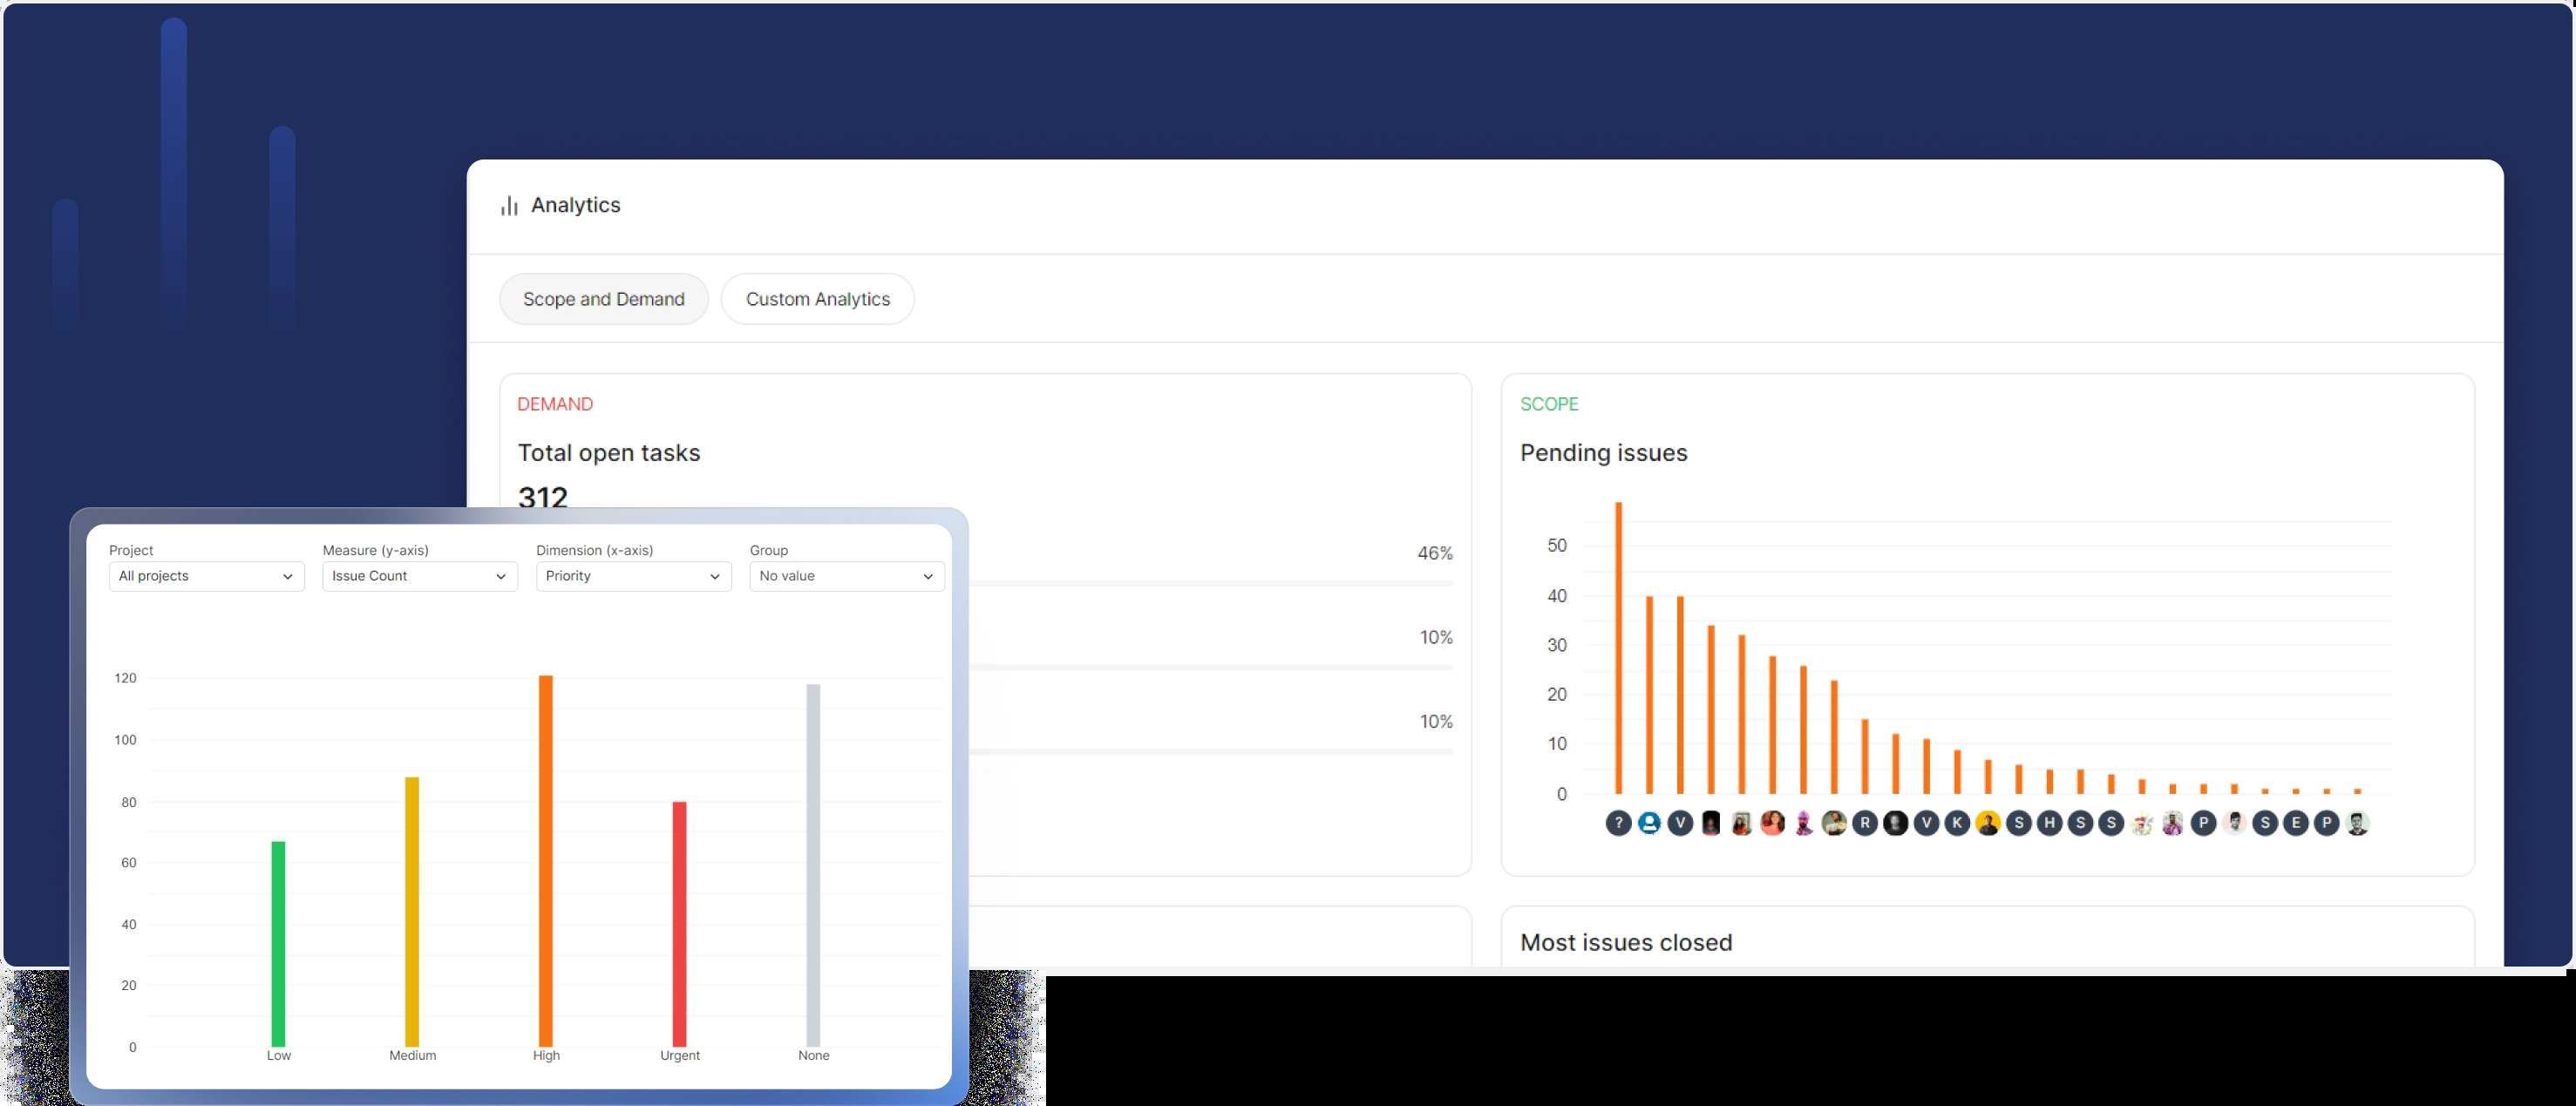 Analytics
Scope and Demand
Custom Analytics
DEMAND
Total open tasks
312
46%
10%
10%
SCOPE
Pending issues
50
40
30
20
10
0
? V R V K S H S S P S E P
Most issues closed
Project
Measure (y-axis)
Dimension (x-axis)
Group
All projects
Issue Count
Priority
No value
120
100
80
60
40
20
0
Low Medium High Urgent None